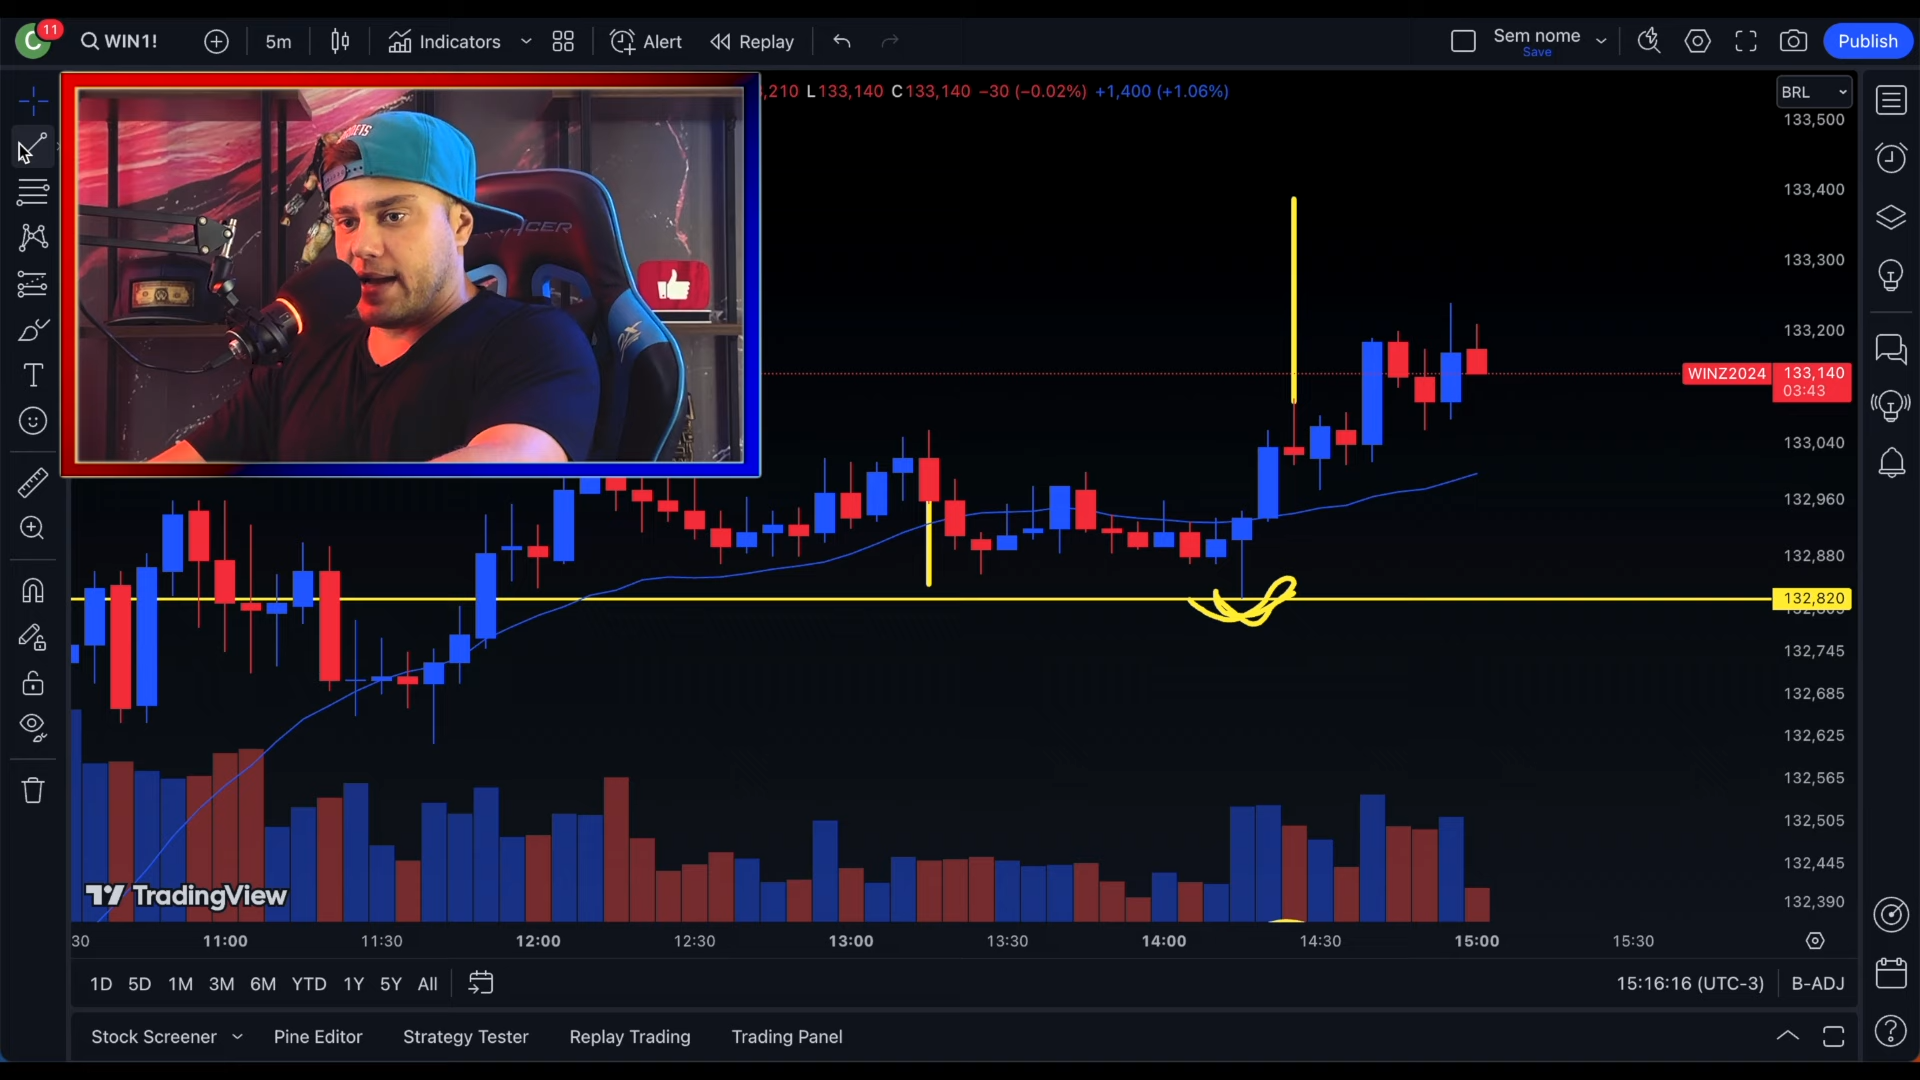 C 11 WIN1! 5m Indicators Alert Replay Sem nome Publish
Save
,210 L133,140 C133,140 −30 (−0.02%) +1,400 (+1.06%) BRL
133,500
133,400
133,300
133,200
WINZ2024 133,140
03:43
133,040
132,960
132,880
132,820
132,745
132,685
132,625
132,565
132,505
132,445
132,390
TradingView
30 11:00 11:30 12:00 12:30 13:00 13:30 14:00 14:30 15:00 15:30
1D 5D 1M 3M 6M YTD 1Y 5Y All 15:16:16 (UTC-3) B-ADJ
Stock Screener Pine Editor Strategy Tester Replay Trading Trading Panel